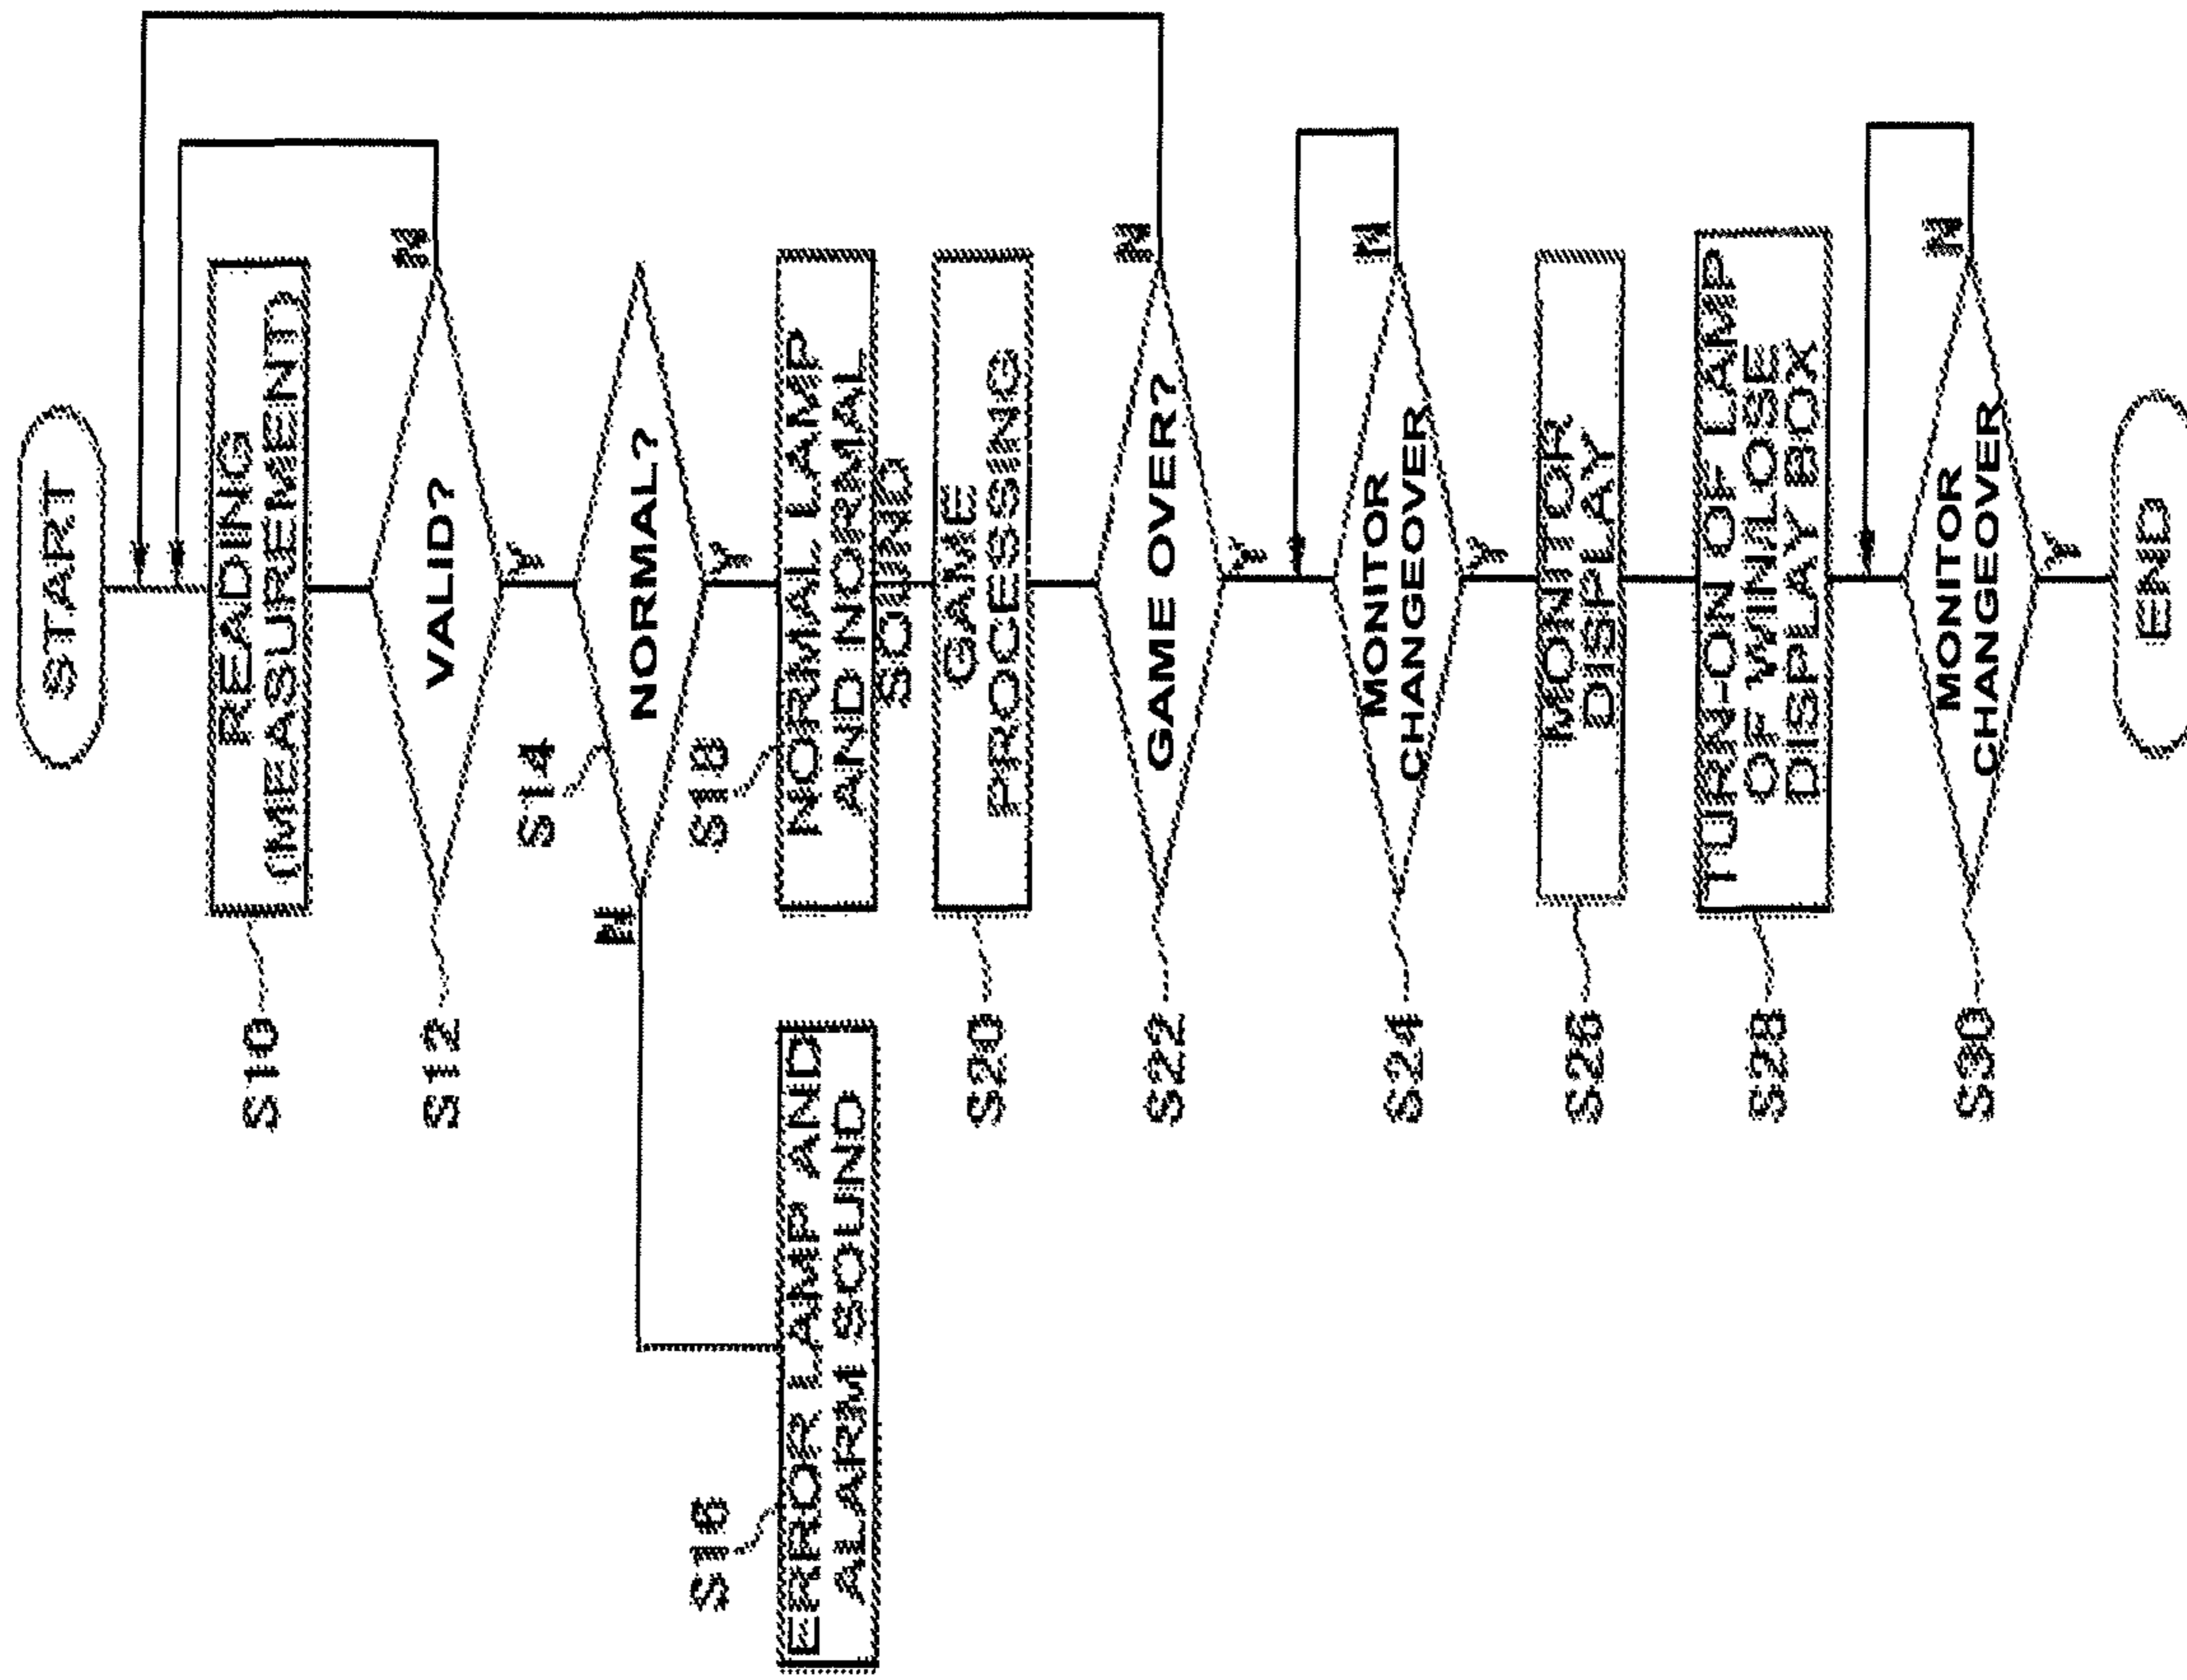 START
S10
READING
(MEASUREMENT)
S12
VALID?
N
Y
S14
NORMAL?
N
Y
S16
ERROR LAMP AND
ALARM SOUND
S18
NORMAL LAMP
AND NORMAL
SOUND
S20
GAME
PROCESSING
S22
GAME OVER?
N
Y
S24
MONITOR
CHANGEOVER
N
Y
S26
MONITOR
DISPLAY
S28
TURN-ON OF LAMP
OF WIN/LOSE
DISPLAY BOX
S30
MONITOR
CHANGEOVER
N
Y
END